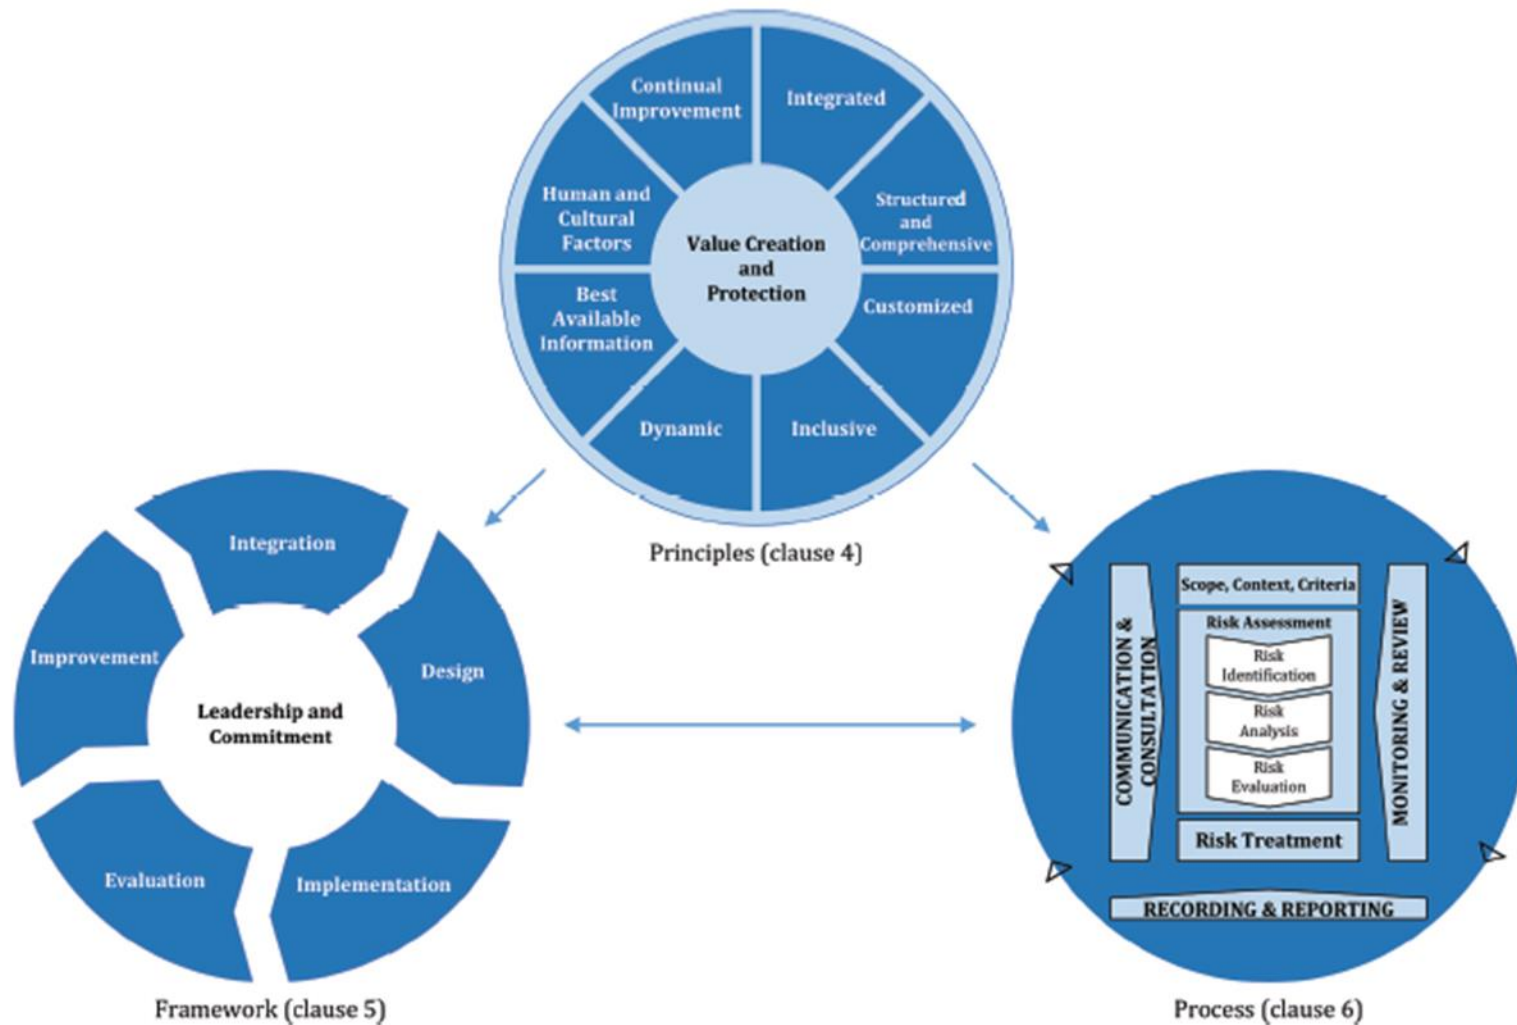 Continual
Improvement
Integrated
Structured
and
Comprehensive
Customized
Inclusive
Dynamic
Best
Available
Information
Human and
Cultural
Factors
Value Creation
and
Protection
Principles (clause 4)
Integration
Design
Implementation
Evaluation
Improvement
Leadership and
Commitment
Framework (clause 5)
Scope, Context, Criteria
Risk Assessment
Risk
Identification
Risk
Analysis
Risk
Evaluation
Risk Treatment
COMMUNICATION &
CONSULTATION
MONITORING & REVIEW
RECORDING & REPORTING
Process (clause 6)